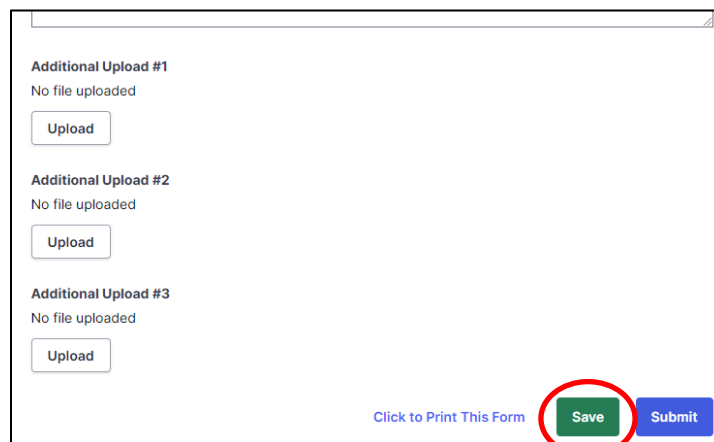 Additional Upload #1
No file uploaded
Upload
Additional Upload #2
No file uploaded
Upload
Additional Upload #3
No file uploaded
Upload
Click to Print This Form Save Submit